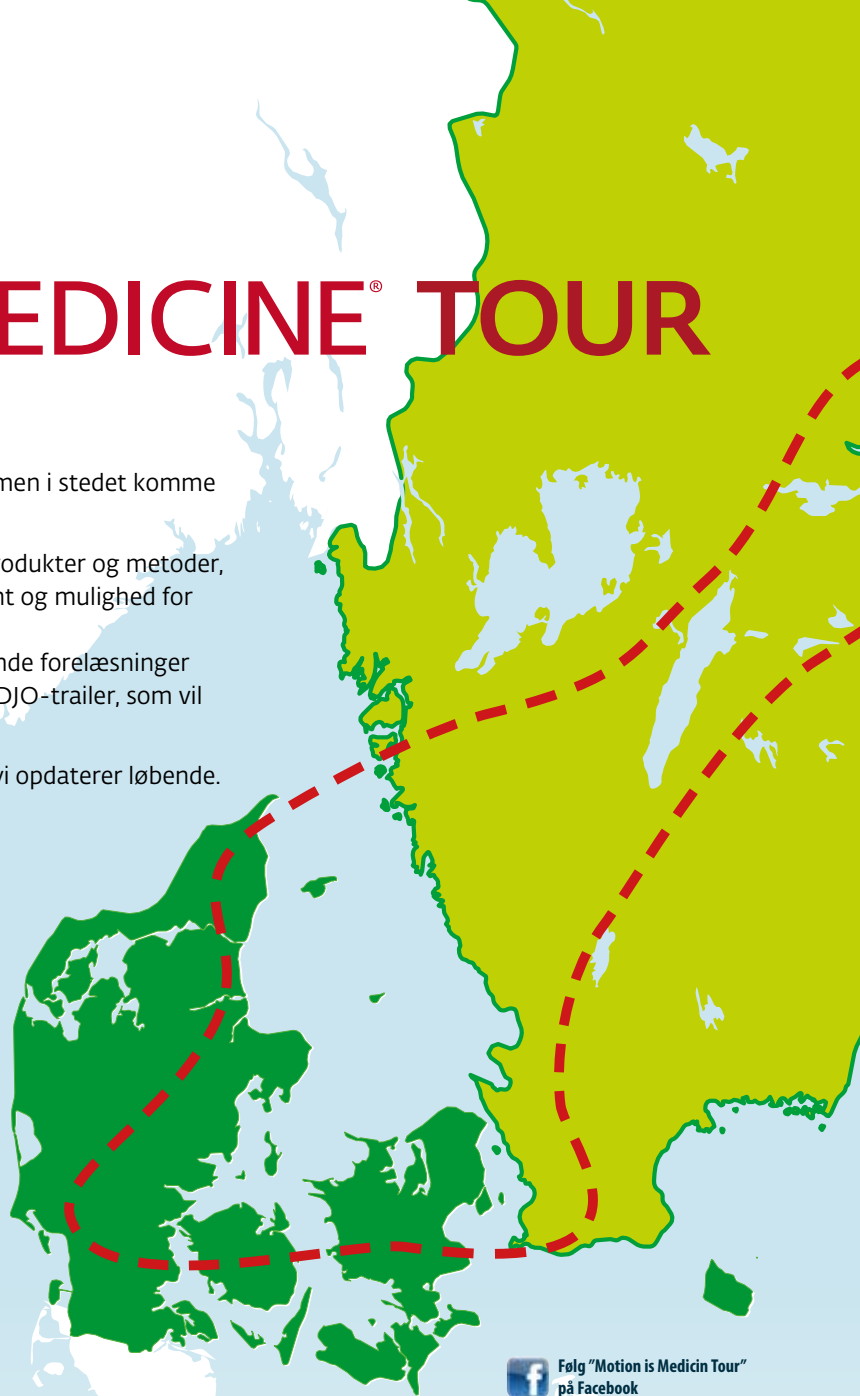 EDICINE® TOUR
men i stedet komme
rodukter og metoder,
nt og mulighed for
nde forelæsninger
DJO-trailer, som vil
vi opdaterer løbende.
Følg ”Motion is Medicin Tour”
på Facebook